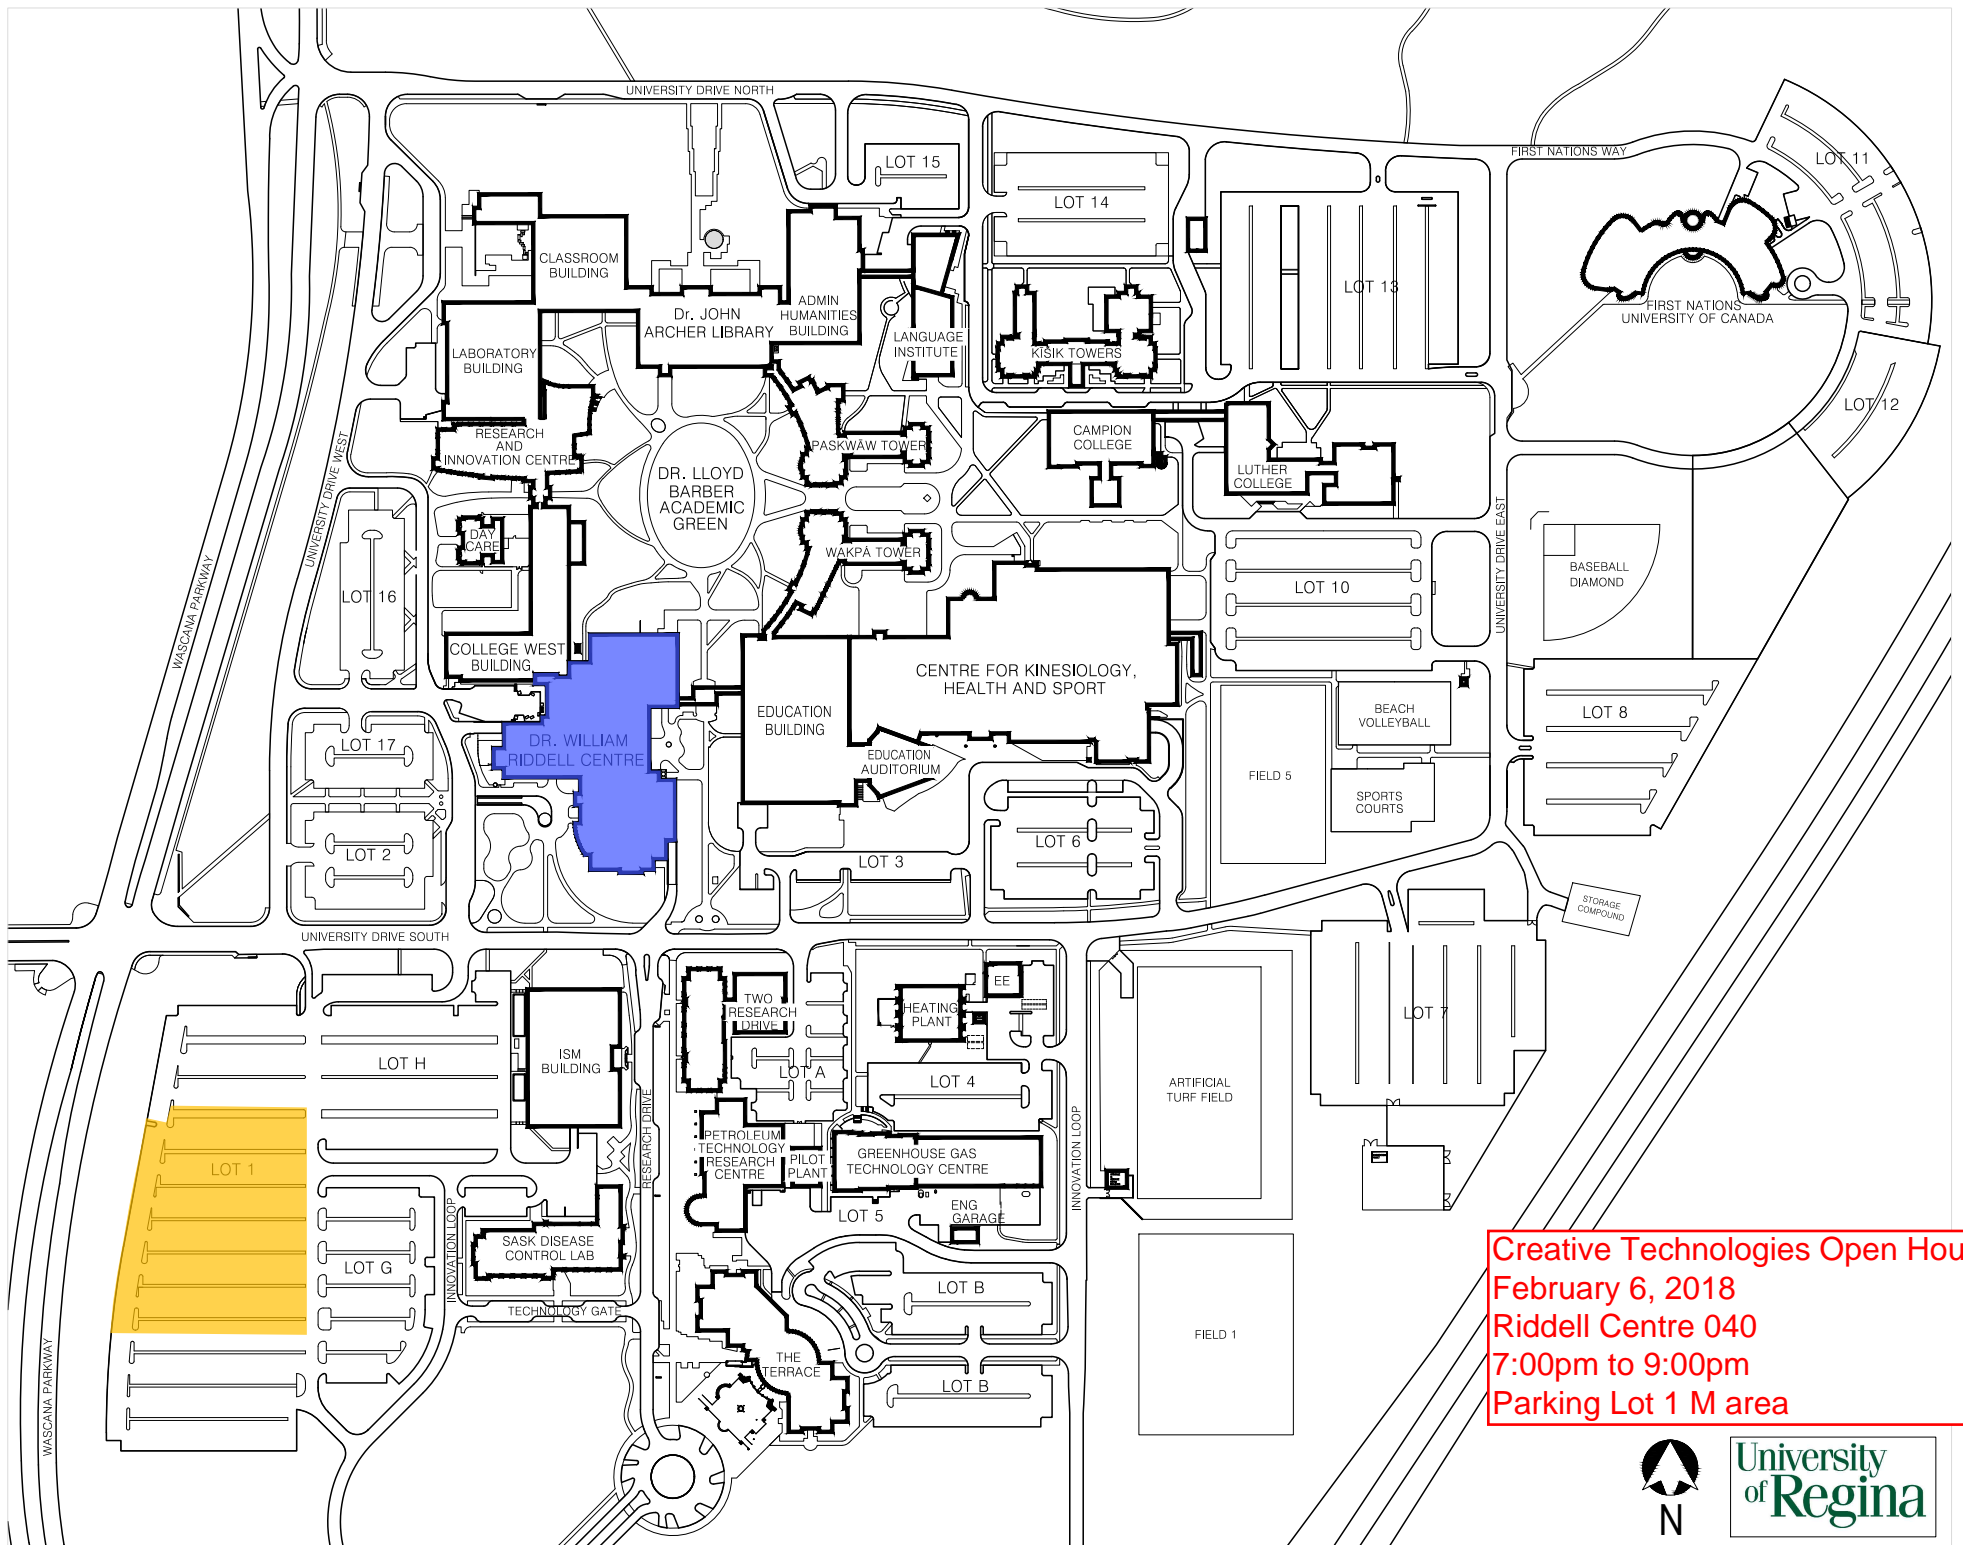 UNIVERSITY DRIVE NORTH
FIRST NATIONS WAY
LOT 11
LOT 15
LOT 14
CLASSROOM
BUILDING
LOT 13
ADMIN
HUMANITIES
BUILDING
Dr. JOHN
ARCHER LIBRARY
FIRST NATIONS
UNIVERSITY OF CANADA
LANGUAGE
INSTITUTE
KĪSIK TOWERS
LABORATORY
BUILDING
LOT 12
RESEARCH
AND
INNOVATION CENTRE
PASKWĀW TOWER
CAMPION
COLLEGE
LUTHER
COLLEGE
DR. LLOYD
BARBER
ACADEMIC
GREEN
UNIVERSITY DRIVE WEST
UNIVERSITY DRIVE EAST
DAY
CARE
WAKPĀ TOWER
BASEBALL
DIAMOND
LOT 10
LOT 16
WASCANA PARKWAY
COLLEGE WEST
BUILDING
CENTRE FOR KINESIOLOGY,
HEALTH AND SPORT
EDUCATION
BUILDING
BEACH
VOLLEYBALL
LOT 8
LOT 17
DR. WILLIAM
RIDDELL CENTRE
EDUCATION
AUDITORIUM
FIELD 5
SPORTS
COURTS
LOT 2
LOT 3
LOT 6
STORAGE
COMPOUND
UNIVERSITY DRIVE SOUTH
EE
TWO
RESEARCH
DRIVE
HEATING
PLANT
LOT 7
LOT H
ISM
BUILDING
LOT A
LOT 4
ARTIFICIAL
TURF FIELD
RESEARCH DRIVE
INNOVATION LOOP
PETROLEUM
TECHNOLOGY
RESEARCH
CENTRE
PILOT
PLANT
GREENHOUSE GAS
TECHNOLOGY CENTRE
LOT 1
LOT 5
ENG
GARAGE
INNOVATION LOOP
SASK DISEASE
CONTROL LAB
LOT G
LOT B
TECHNOLOGY GATE
FIELD 1
THE
TERRACE
LOT B
WASCANA PARKWAY
Creative Technologies Open Hou
February 6, 2018
Riddell Centre 040
7:00pm to 9:00pm
Parking Lot 1 M area
N
University
of Regina